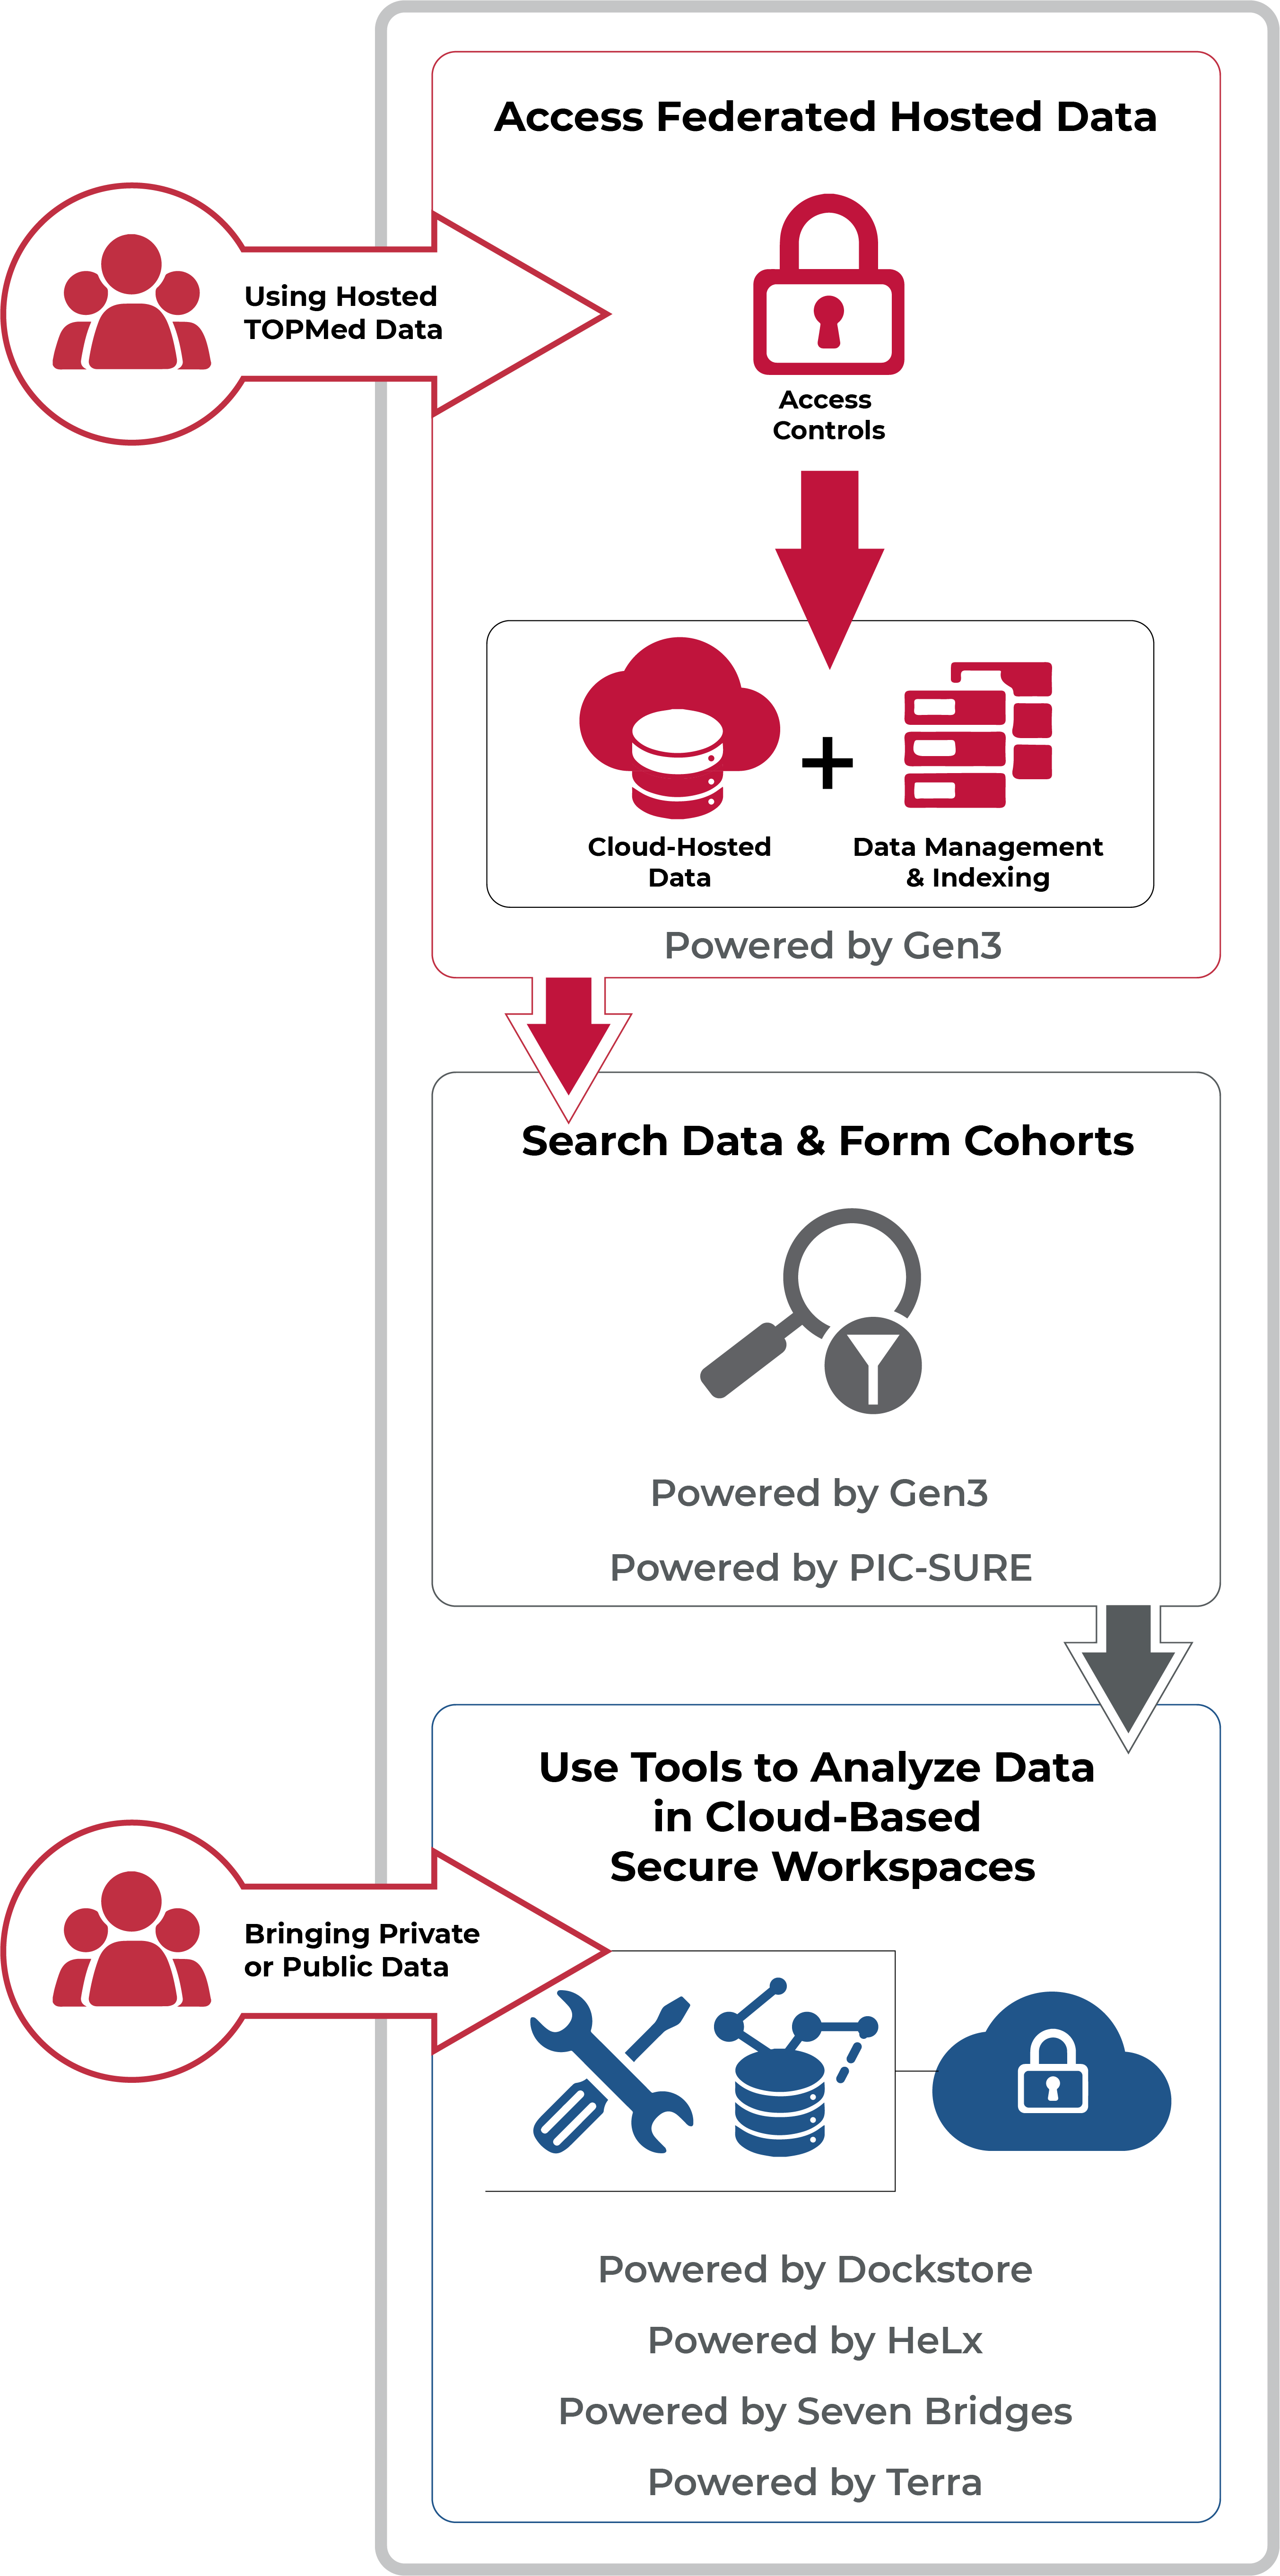 Access Federated Hosted Data
Using Hosted
TOPMed Data
Access
Controls
+
Cloud-Hosted
Data
Data Management
& Indexing
Powered by Gen3
Search Data & Form Cohorts
Powered by Gen3
Powered by PIC-SURE
Use Tools to Analyze Data
in Cloud-Based
Secure Workspaces
Bringing Private
or Public Data
Powered by Dockstore
Powered by HeLx
Powered by Seven Bridges
Powered by Terra